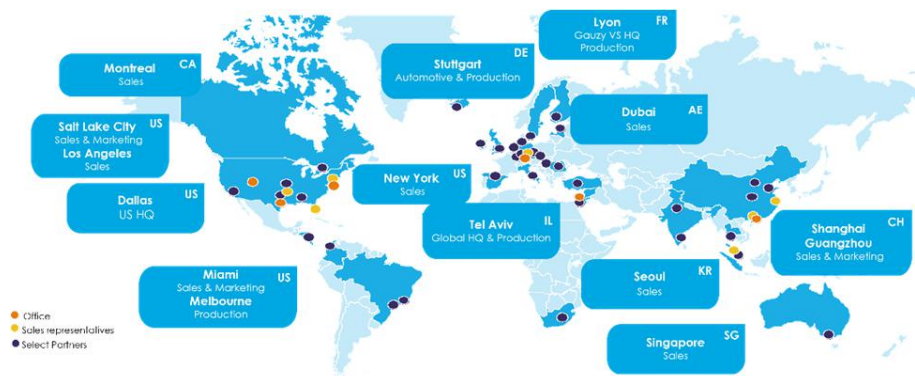 Lyon FR
Gauzy VS HQ
Production
Stuttgart DE
Automotive & Production
Montreal CA
Sales
Dubai AE
Sales
Salt Lake City US
Sales & Marketing
Los Angeles
Sales
New York US
Sales
Dallas US
US HQ
Tel Aviv IL
Global HQ & Production
Shanghai CH
Guangzhou
Sales & Marketing
Miami US
Sales & Marketing
Melbourne
Production
Seoul KR
Sales
Office
Sales representatives
Select Partners
Singapore SG
Sales